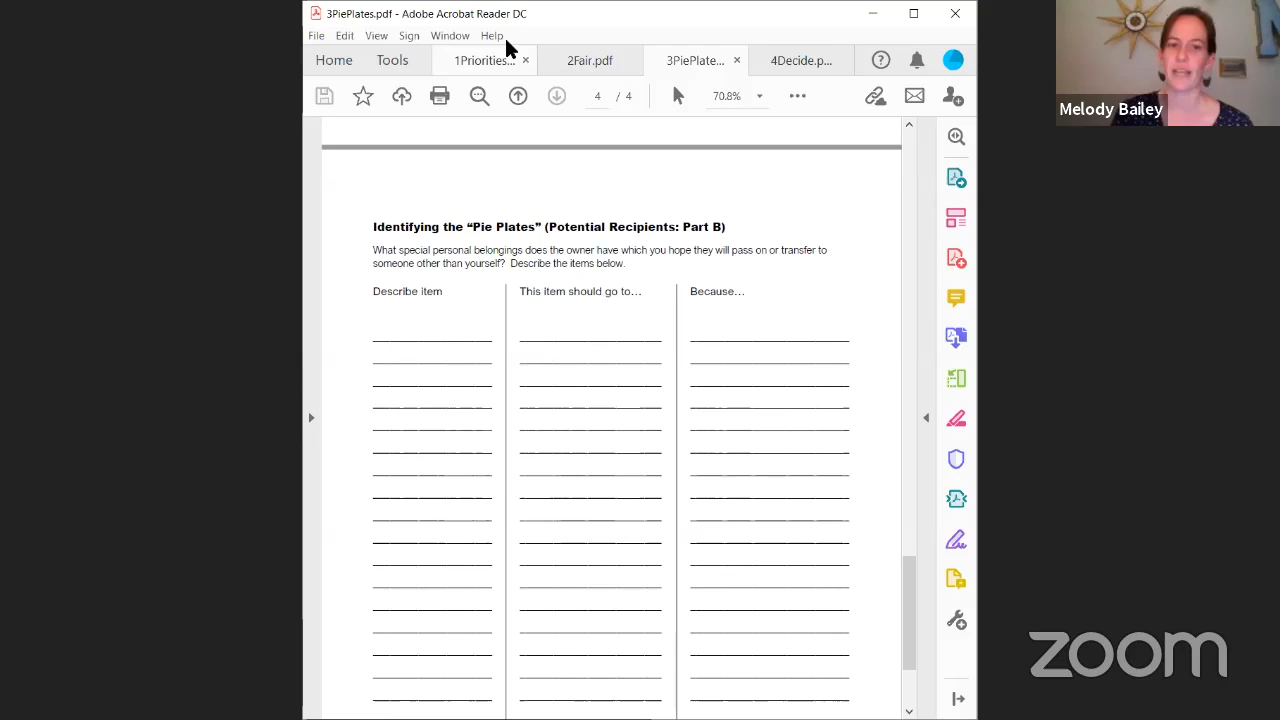 3PiePlates.pdf - Adobe Acrobat Reader DC
File Edit View Sign Window Help
Home Tools 1Priorities... 2Fair.pdf 3PiePlate... 4Decide.p...
4 / 4 70.8%
Melody Bailey
Identifying the “Pie Plates” (Potential Recipients: Part B)
What special personal belongings does the owner have which you hope they will pass on or transfer to
someone other than yourself? Describe the items below.
Describe item This item should go to… Because…
zoom